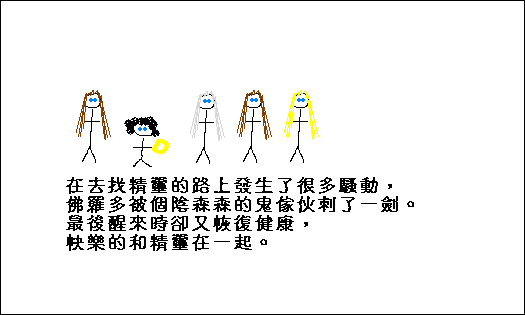 在去找精靈的路上發生了很多騷動，
佛羅多被個陰森森的鬼傢伙刺了一劍。
最後醒來時卻又恢復健康，
快樂的和精靈在一起。